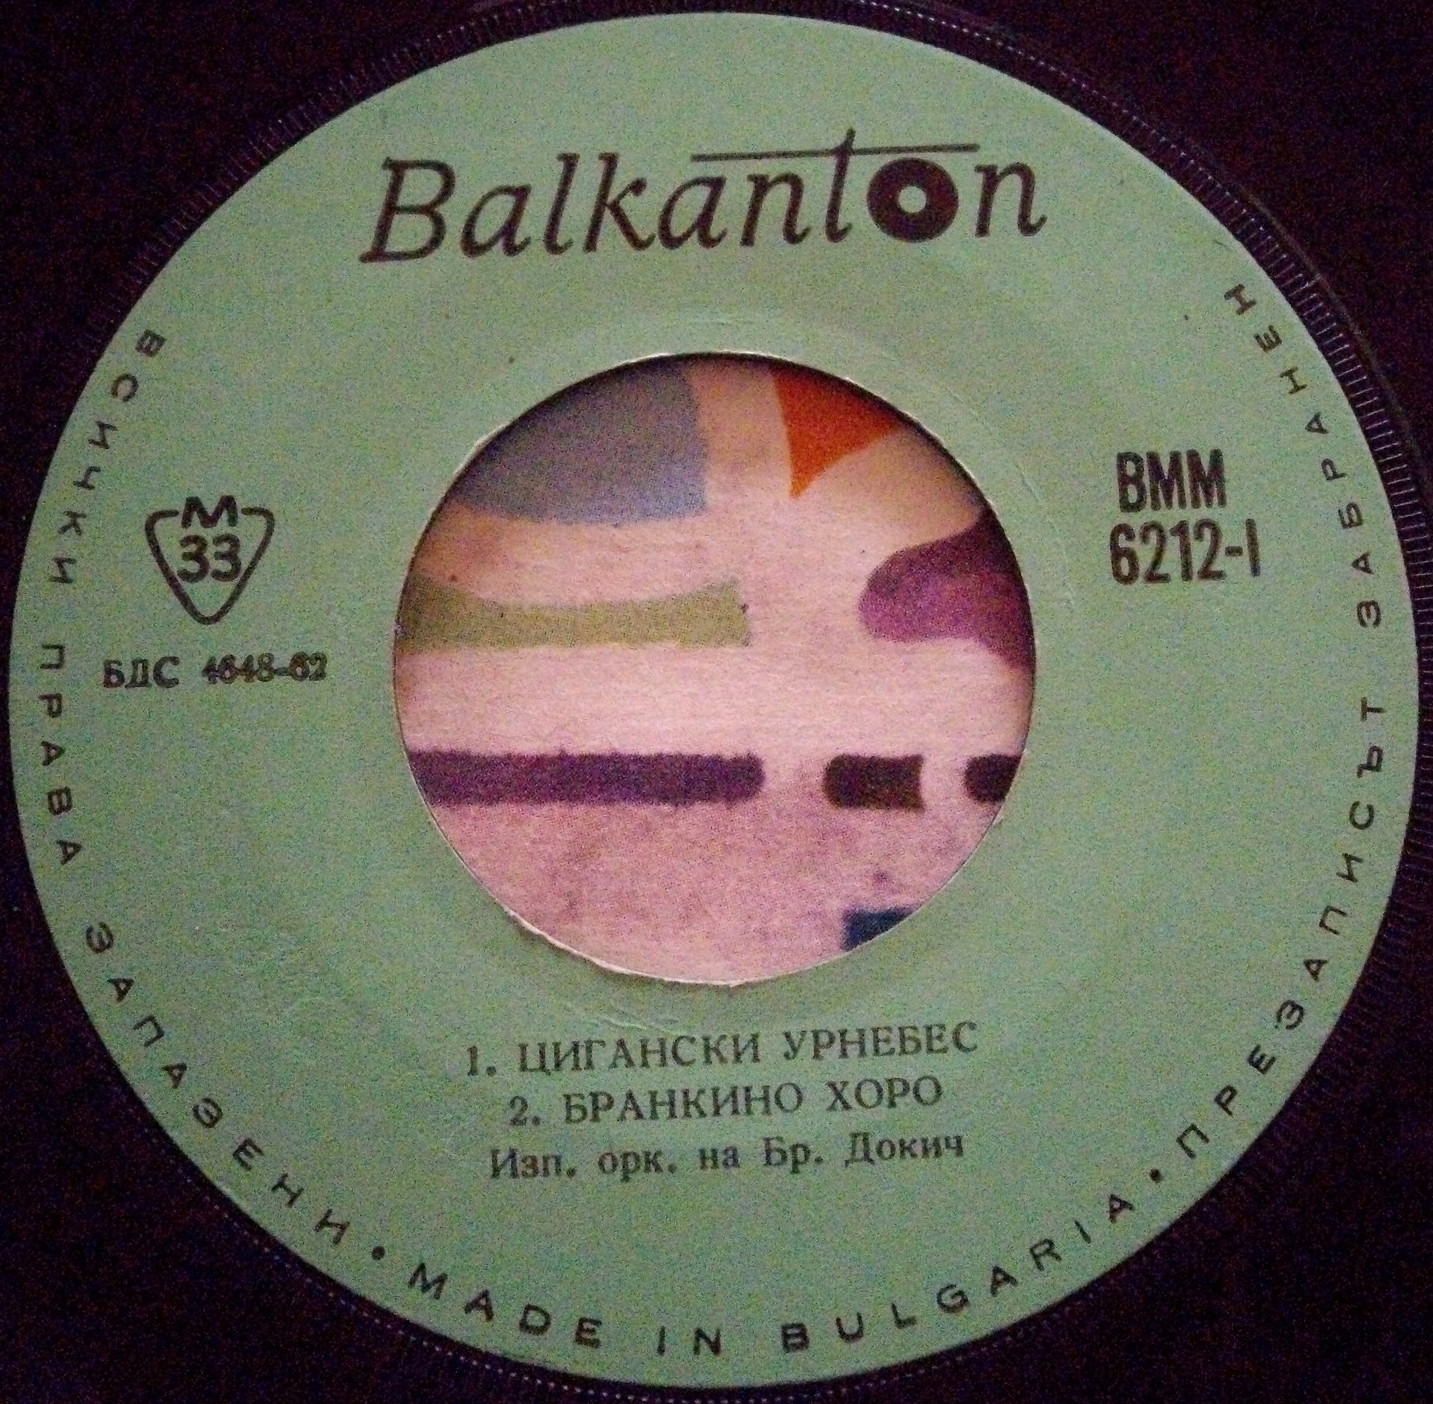 Balkanton
ВСИЧКИ ПРАВА ЗАПАЗЕНИ • MADE IN BULGARIA • ПРЕЗАПИСЪТ ЗАБРАНЕН
М
33
БДС 4648-62
ВММ
6212-I
1. ЦИГАНСКИ УРНЕБЕС
2. БРАНКИНО ХОРО
Изп. орк. на Бр. Докич